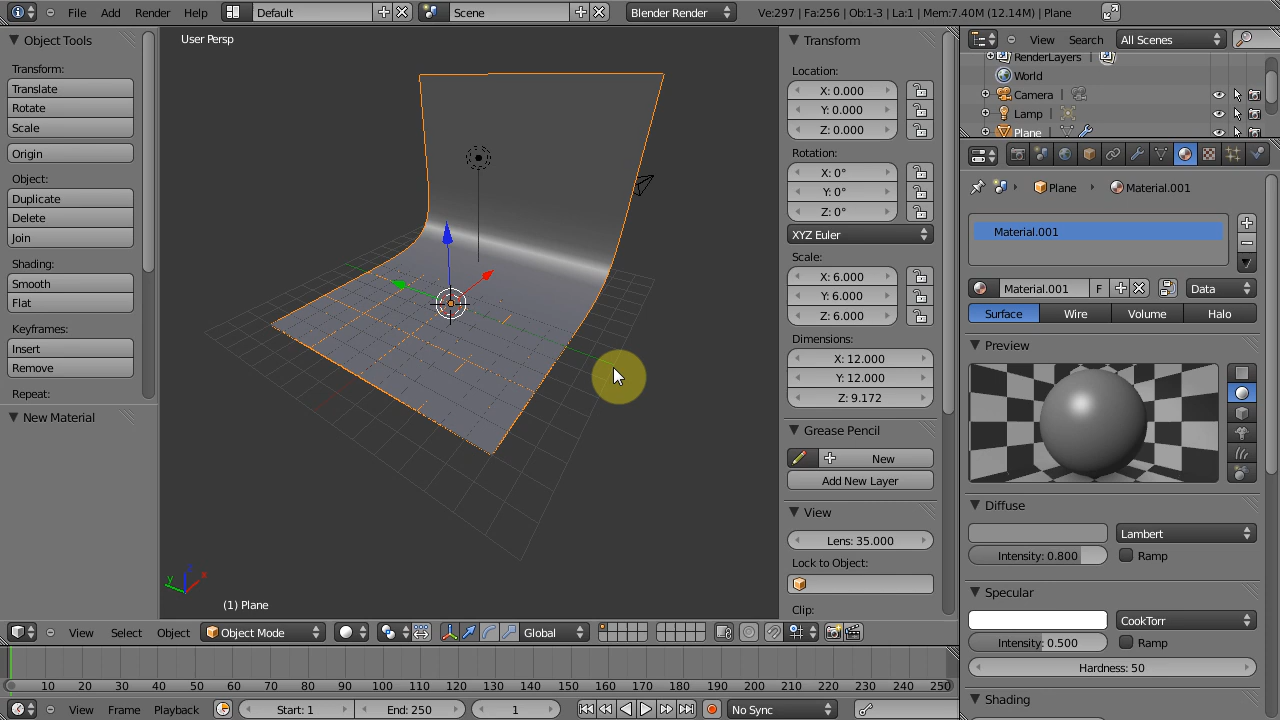 File Add Render Help Default Scene Blender Render Ve:297 | Fa:256 | Ob:1-3 | La:1 | Mem:7.40M (12.14M) | Plane
Object Tools
Transform:
Translate
Rotate
Scale
Origin
Object:
Duplicate
Delete
Join
Shading:
Smooth
Flat
Keyframes:
Insert
Remove
Repeat:
New Material
User Persp
y
x
(1) Plane
Transform
Location:
X: 0.000
Y: 0.000
Z: 0.000
Rotation:
X: 0°
Y: 0°
Z: 0°
XYZ Euler
Scale:
X: 6.000
Y: 6.000
Z: 6.000
Dimensions:
X: 12.000
Y: 12.000
Z: 9.172
Grease Pencil
New
Add New Layer
View
Lens: 35.000
Lock to Object:
Clip:
View Search All Scenes
RenderLayers |
World
Camera |
Lamp |
Plane |
Plane Material.001
Material.001
Material.001 F Data
Surface Wire Volume Halo
Preview
Diffuse
Lambert
Intensity: 0.800 Ramp
Specular
CookTorr
Intensity: 0.500 Ramp
Hardness: 50
Shading
View Select Object Object Mode Global
10 20 30 40 50 60 70 80 90 100 110 120 130 140 150 160 170 180 190 200 210 220 230 240 250
View Frame Playback Start: 1 End: 250 1 No Sync